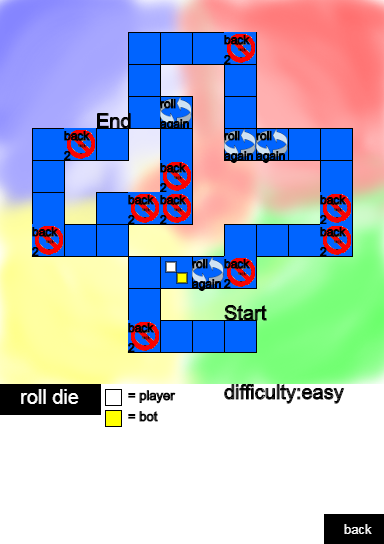 back
2
roll
again
End
back
2
roll
again
roll
again
back
2
back
2
back
2
back
2
back
2
back
2
roll
again
back
2
Start
back
2
roll die
= player
= bot
difficulty:easy
back